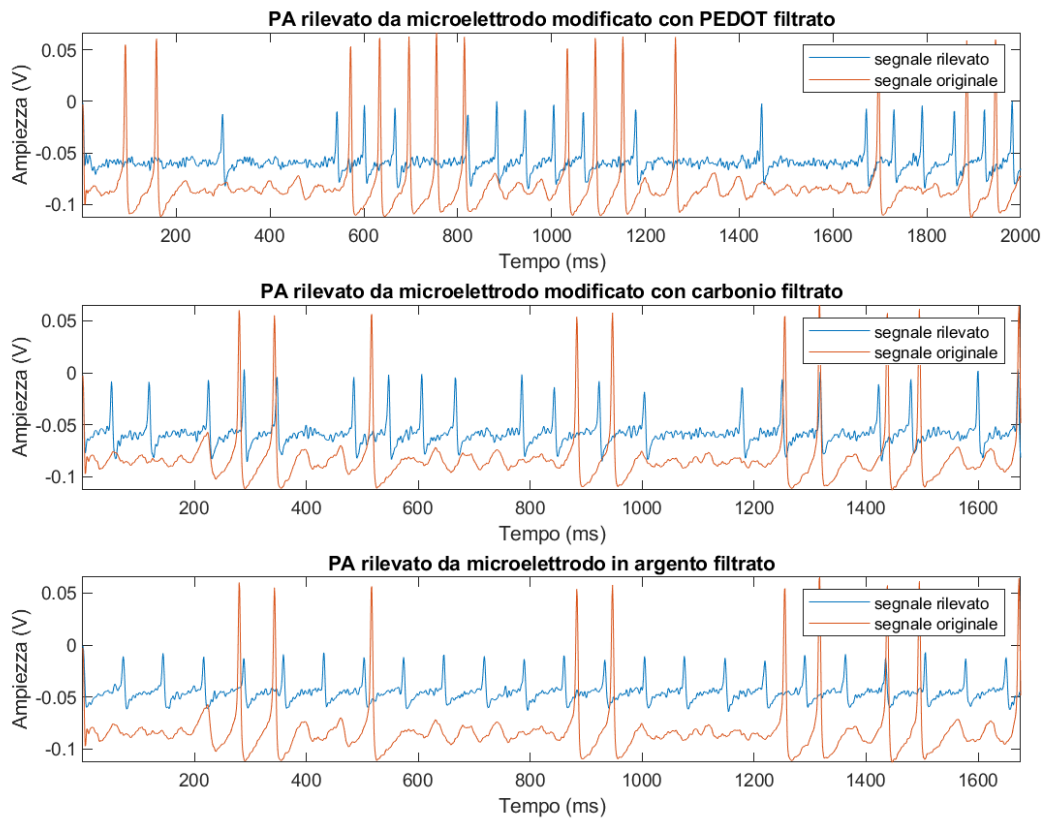 PA rilevato da microelettrodo modificato con PEDOT filtrato
segnale rilevato
segnale originale
0.05
0
-0.05
-0.1
Ampiezza (V)
200 400 600 800 1000 1200 1400 1600 1800 2000
Tempo (ms)
PA rilevato da microelettrodo modificato con carbonio filtrato
segnale rilevato
segnale originale
0.05
0
-0.05
-0.1
Ampiezza (V)
200 400 600 800 1000 1200 1400 1600
Tempo (ms)
PA rilevato da microelettrodo in argento filtrato
segnale rilevato
segnale originale
0.05
0
-0.05
-0.1
Ampiezza (V)
200 400 600 800 1000 1200 1400 1600
Tempo (ms)